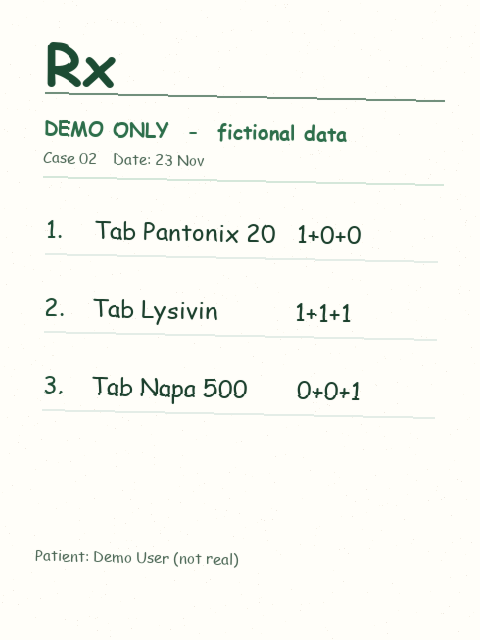 Rx
DEMO ONLY - fictional data
Case 02 Date: 23 Nov
1. Tab Pantonix 20 1+0+0
2. Tab Lysivin 1+1+1
3. Tab Napa 500 0+0+1
Patient: Demo User (not real)